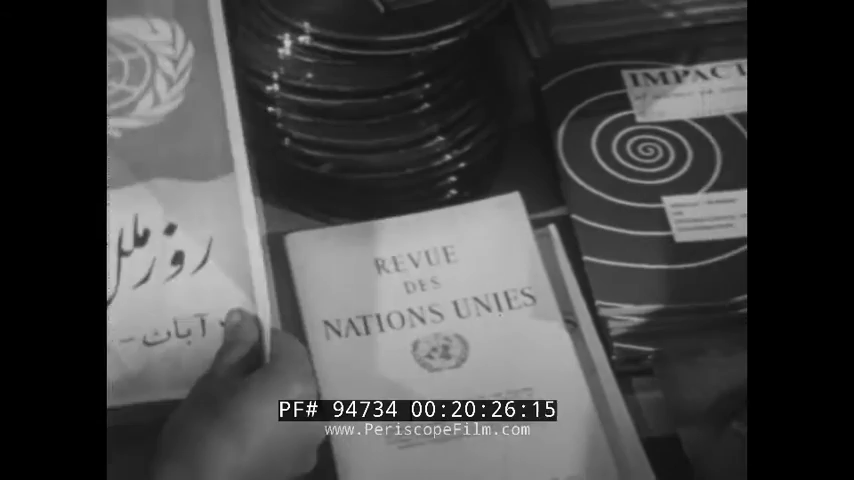 IMPACT
روز ملل
آبان -
REVUE
DES
NATIONS UNIES
PF# 94734 00:20:26:15
www.PeriscopeFilm.com